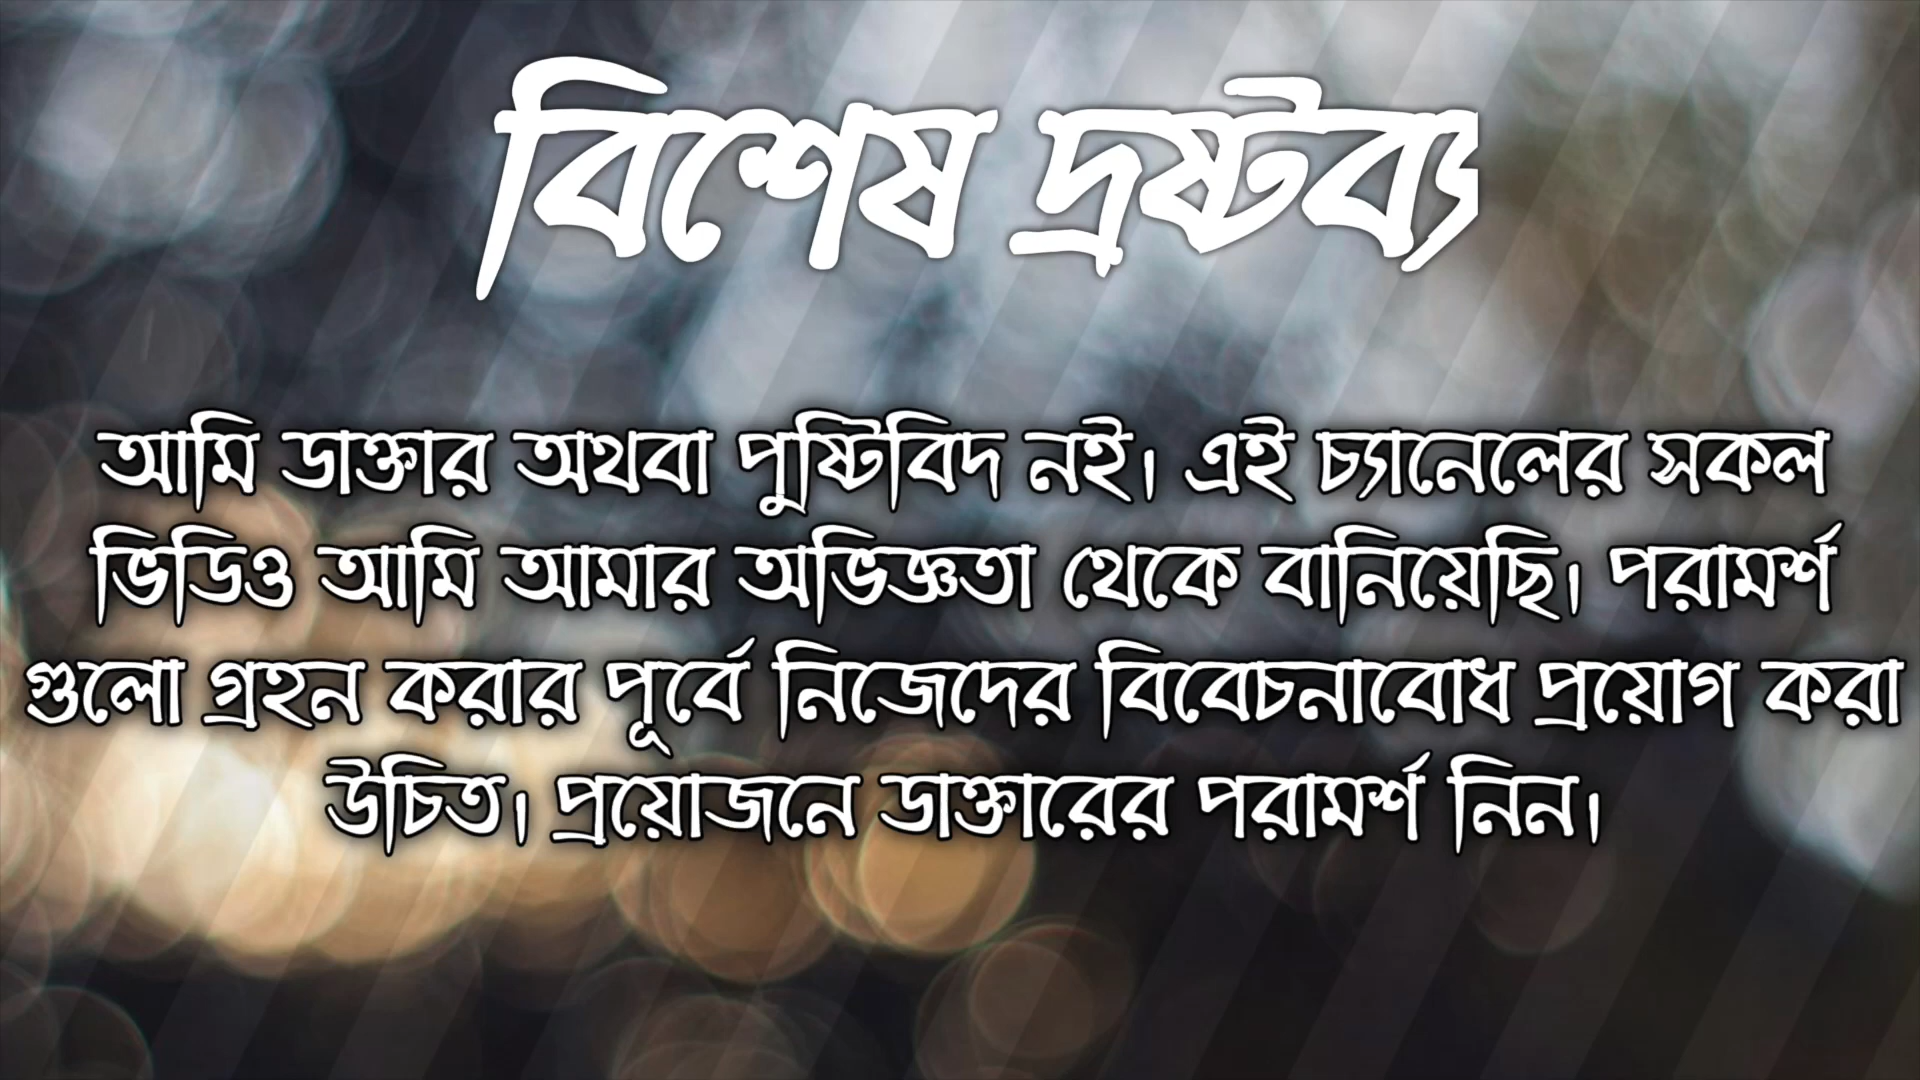 বিশেষ দ্রষ্টব্য
আমি ডাক্তার অথবা পুষ্টিবিদ নই। এই চ্যানেলের সকল
ভিডিও আমি আমার অভিজ্ঞতা থেকে বানিয়েছি। পরামর্শ
গুলো গ্রহন করার পূর্বে নিজেদের বিবেচনাবোধ প্রয়োগ করা
উচিত। প্রয়োজনে ডাক্তারের পরামর্শ নিন।